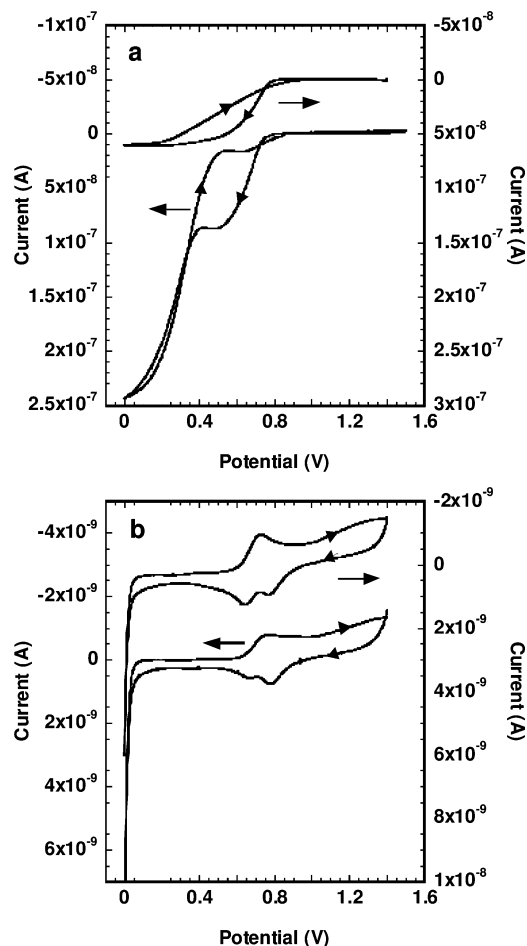 a
-1x10⁻⁷
-5x10⁻⁸
0
5x10⁻⁸
1x10⁻⁷
1.5x10⁻⁷
2x10⁻⁷
2.5x10⁻⁷
Current (A)
-5x10⁻⁸
0
5x10⁻⁸
1x10⁻⁷
1.5x10⁻⁷
2x10⁻⁷
2.5x10⁻⁷
3x10⁻⁷
Current (A)
0 0.4 0.8 1.2 1.6
Potential (V)
b
-4x10⁻⁹
-2x10⁻⁹
0
2x10⁻⁹
4x10⁻⁹
6x10⁻⁹
Current (A)
-2x10⁻⁹
0
2x10⁻⁹
4x10⁻⁹
6x10⁻⁹
8x10⁻⁹
1x10⁻⁸
Current (A)
0 0.4 0.8 1.2 1.6
Potential (V)